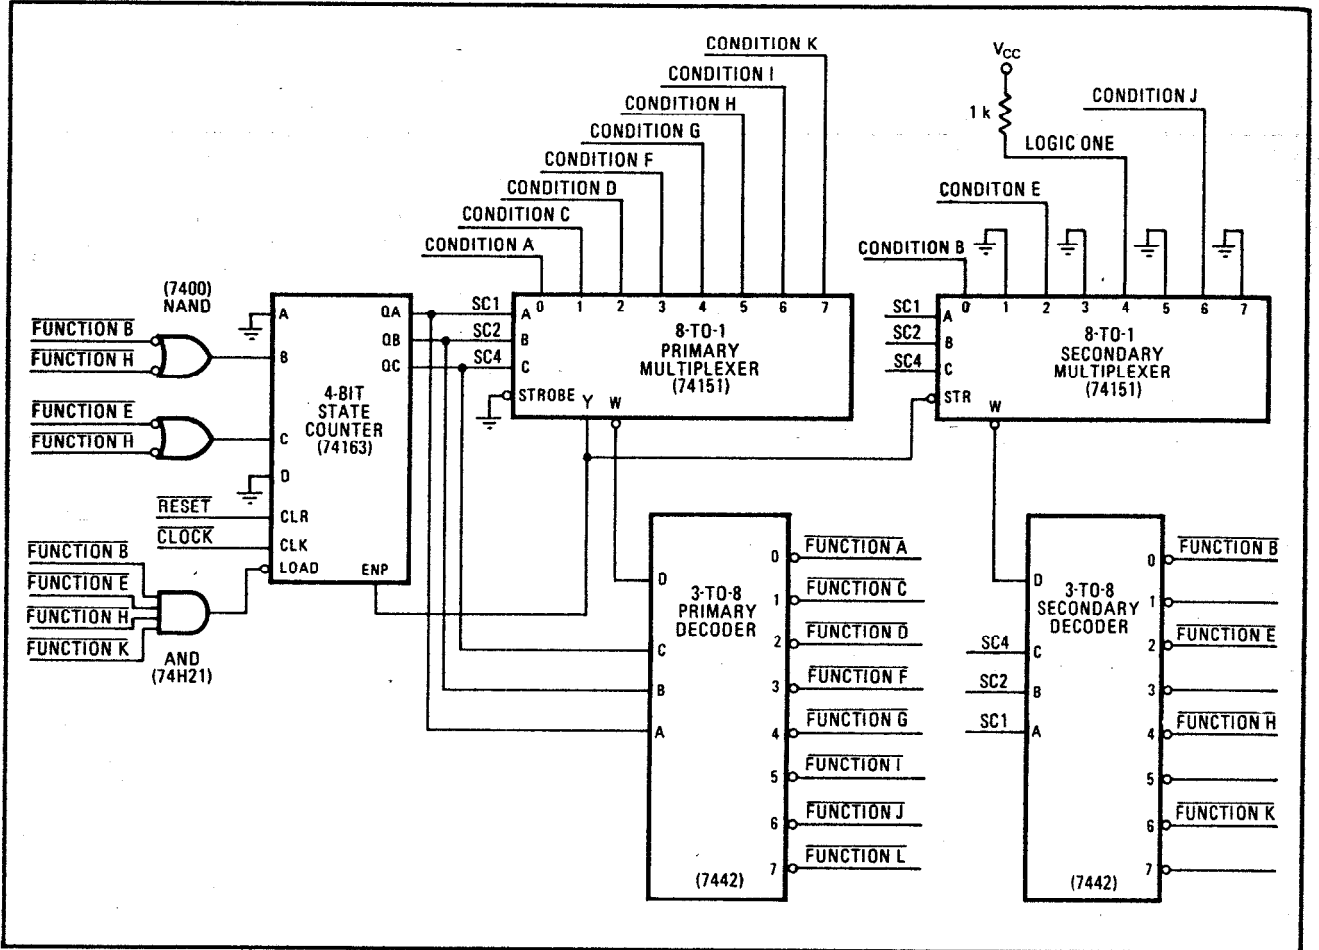 CONDITION K
CONDITION I
CONDITION H
CONDITION G
CONDITION F
CONDITION D
CONDITION C
CONDITION A
VCC
1 k
LOGIC ONE
CONDITION J
CONDITON E
CONDITION B
(7400)
NAND
FUNCTION B
FUNCTION H
FUNCTION E
FUNCTION H
RESET
CLOCK
FUNCTION B
FUNCTION E
FUNCTION H
FUNCTION K
AND
(74H21)
A
B
C
D
CLR
CLK
LOAD
ENP
QA
QB
QC
4-BIT
STATE
COUNTER
(74163)
SC1
SC2
SC4
A
B
C
STROBE
0 1 2 3 4 5 6 7
8-TO-1
PRIMARY
MULTIPLEXER
(74151)
Y W
SC1
SC2
SC4
A
B
C
STR
0 1 2 3 4 5 6 7
8-TO-1
SECONDARY
MULTIPLEXER
(74151)
W
D
C
B
A
3-TO-8
PRIMARY
DECODER
(7442)
0 FUNCTION A
1 FUNCTION C
2 FUNCTION D
3 FUNCTION F
4 FUNCTION G
5 FUNCTION I
6 FUNCTION J
7 FUNCTION L
SC4
SC2
SC1
D
C
B
A
3-TO-8
SECONDARY
DECODER
(7442)
0 FUNCTION B
1
2 FUNCTION E
3
4 FUNCTION H
5
6 FUNCTION K
7